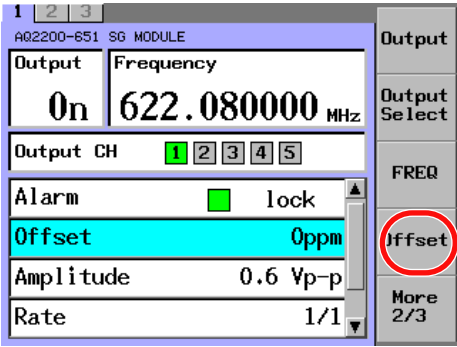 1 2 3
AQ2200-651 SG MODULE
Output Frequency
On 622.080000 MHz
Output CH 1 2 3 4 5
Alarm lock
Offset 0ppm
Amplitude 0.6 Vp-p
Rate 1/1
Output
Output
Select
FREQ
Offset
More
2/3